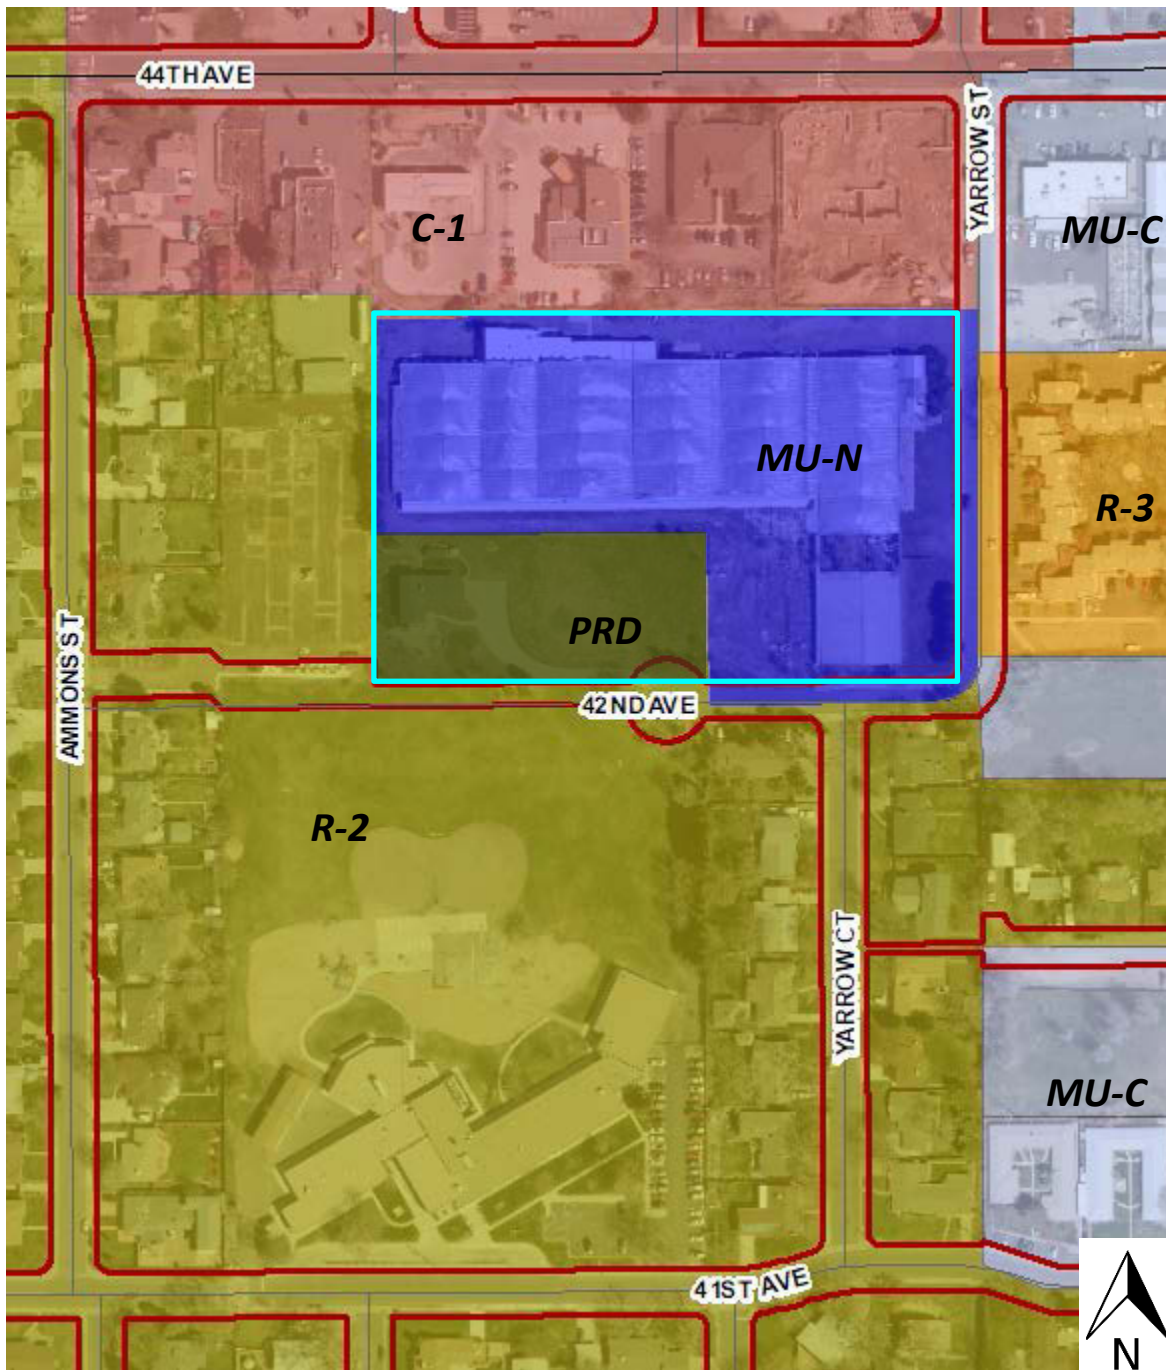 44TH AVE
YARROW ST
C-1
MU-C
MU-N
R-3
PRD
AMMONS ST
42ND AVE
R-2
YARROW CT
MU-C
41ST AVE
N